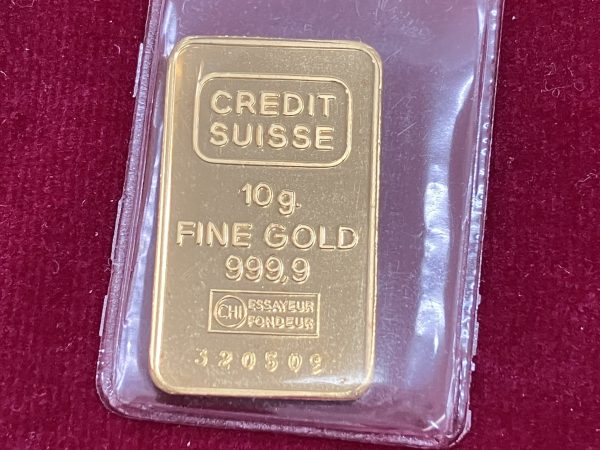 CREDIT
SUISSE
10g.
FINE GOLD
999,9
CHI ESSAYEUR
FONDEUR
320509